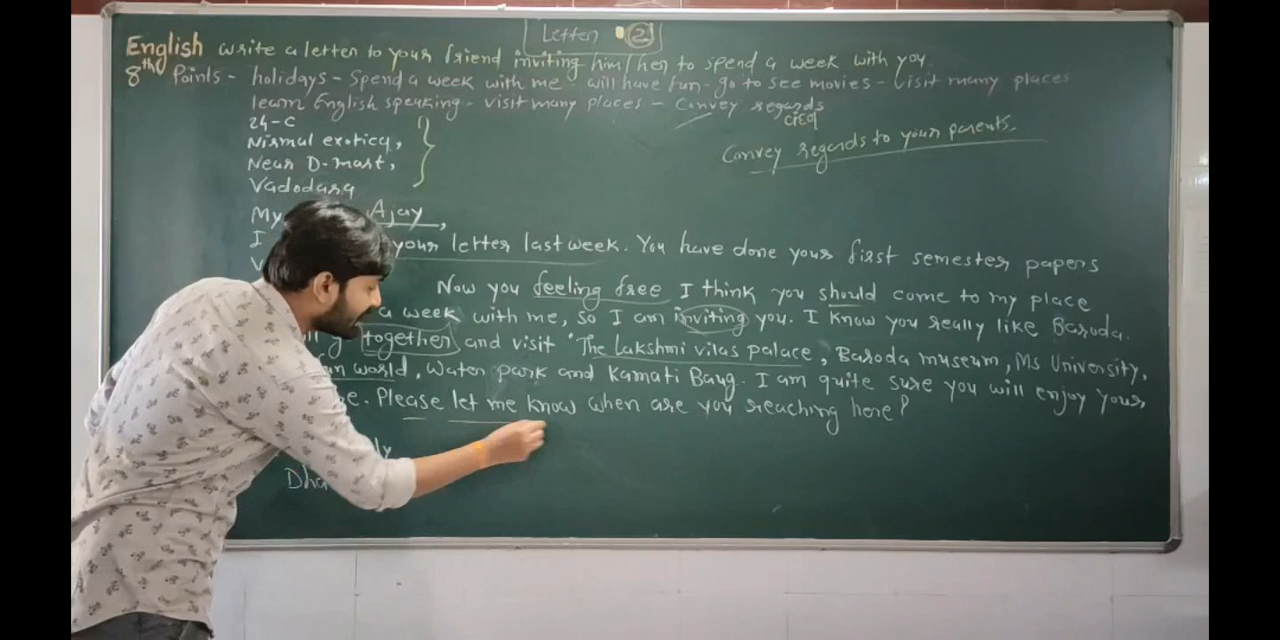 Letter 2
English write a letter to your friend inviting him/her to spend a week with you.
8th Points - holidays - Spend a week with me - will have fun - go to see movies - visit many places
learn English speaking - visit many places - Convey regards
24-C
Nirmal exotica,
Near D-mart,
Vadodara
Convey regards to your parents.
My Ajay,
I your letter last week. You have done your first semester papers
Now you feeling free I think you should come to my place
a week with me, so I am inviting you. I know you really like Baroda.
together and visit The Lakshmi vilas palace, Baroda museum, Ms University,
world, Water park and Kamati Baug. I am quite sure you will enjoy your
Please let me know when are you reaching here?